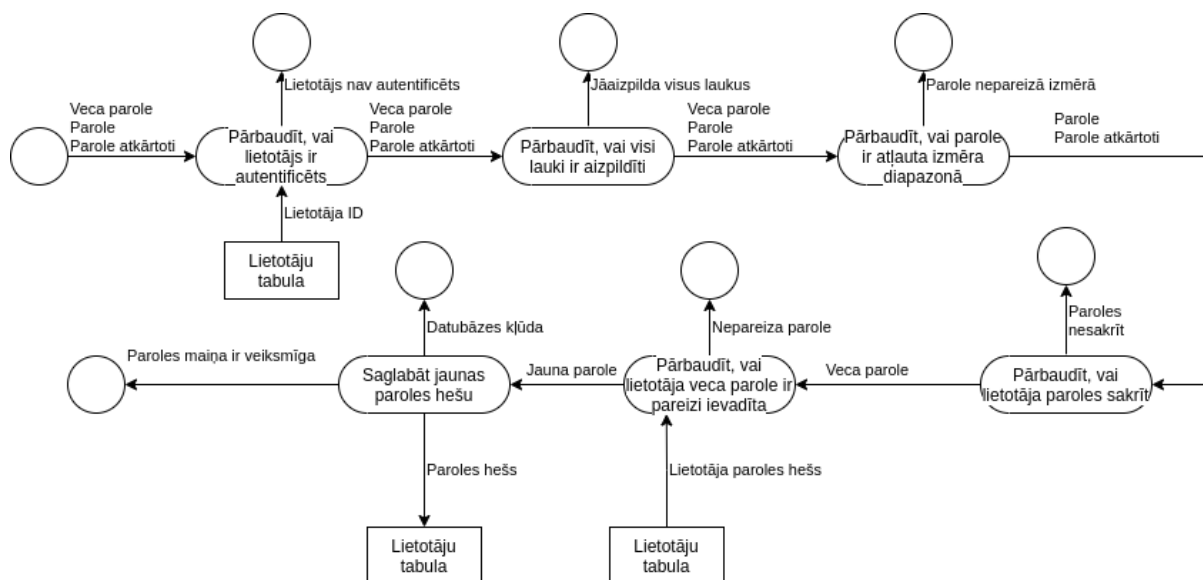 Lietotājs nav autentificēts
Jāaizpilda visus laukus
Parole nepareizā izmērā
Veca parole
Parole
Parole atkārtoti
Pārbaudīt, vai
lietotājs ir
autentificēts
Veca parole
Parole
Parole atkārtoti
Pārbaudīt, vai visi
lauki ir aizpildīti
Veca parole
Parole
Parole atkārtoti
Pārbaudīt, vai parole
ir atļauta izmēra
diapazonā
Parole
Parole atkārtoti
Lietotāja ID
Lietotāju
tabula
Datubāzes kļūda
Nepareiza parole
Paroles
nesakrīt
Paroles maiņa ir veiksmīga
Saglabāt jaunas
paroles hešu
Jauna parole
Pārbaudīt, vai
lietotāja veca parole ir
pareizi ievadīta
Veca parole
Pārbaudīt, vai
lietotāja paroles sakrīt
Paroles hešs
Lietotāja paroles hešs
Lietotāju
tabula
Lietotāju
tabula